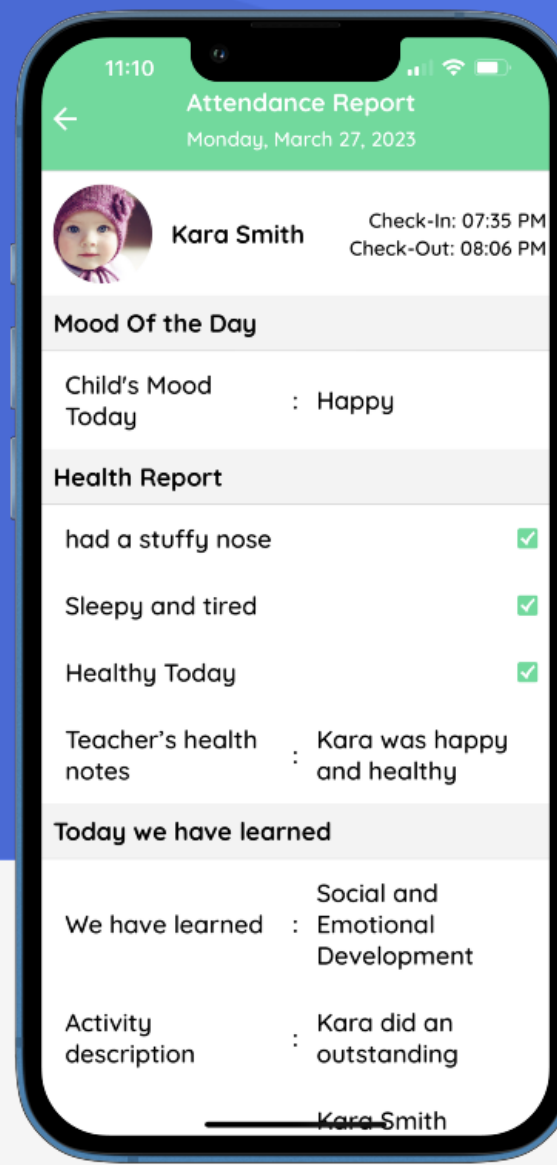 11:10
Attendance Report
Monday, March 27, 2023
Kara Smith
Check-In: 07:35 PM
Check-Out: 08:06 PM
Mood Of the Day
Child's Mood
Today
: Happy
Health Report
had a stuffy nose
Sleepy and tired
Healthy Today
Teacher’s health
notes
:
Kara was happy
and healthy
Today we have learned
We have learned
:
Social and
Emotional
Development
Activity
description
:
Kara did an
outstanding
Kara Smith